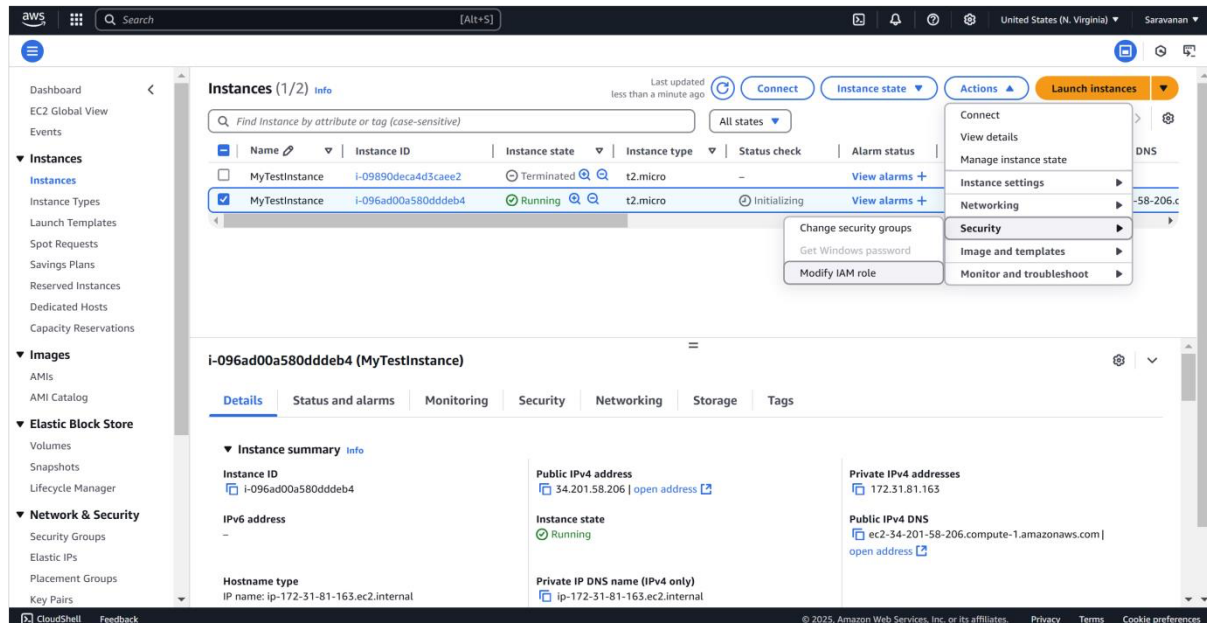 aws
Search
[Alt+S]
United States (N. Virginia)
Saravanan
Dashboard
EC2 Global View
Events
Instances
Instances
Instance Types
Launch Templates
Spot Requests
Savings Plans
Reserved Instances
Dedicated Hosts
Capacity Reservations
Images
AMIs
AMI Catalog
Elastic Block Store
Volumes
Snapshots
Lifecycle Manager
Network & Security
Security Groups
Elastic IPs
Placement Groups
Key Pairs
Instances (1/2) Info
Last updated
less than a minute ago
Connect
Instance state
Actions
Launch instances
Find Instance by attribute or tag (case-sensitive)
All states
Name Instance ID Instance state Instance type Status check Alarm status DNS
MyTestInstance i-09890deca4d3caee2 Terminated t2.micro – View alarms +
MyTestInstance i-096ad00a580dddeb4 Running t2.micro Initializing View alarms + -58-206.c
Connect
View details
Manage instance state
Instance settings
Networking
Security
Image and templates
Monitor and troubleshoot
Change security groups
Get Windows password
Modify IAM role
i-096ad00a580dddeb4 (MyTestInstance)
Details Status and alarms Monitoring Security Networking Storage Tags
Instance summary Info
Instance ID
i-096ad00a580dddeb4
Public IPv4 address
34.201.58.206 | open address
Private IPv4 addresses
172.31.81.163
IPv6 address
–
Instance state
Running
Public IPv4 DNS
ec2-34-201-58-206.compute-1.amazonaws.com |
open address
Hostname type
IP name: ip-172-31-81-163.ec2.internal
Private IP DNS name (IPv4 only)
ip-172-31-81-163.ec2.internal
CloudShell Feedback
© 2025, Amazon Web Services, Inc. or its affiliates. Privacy Terms Cookie preferences